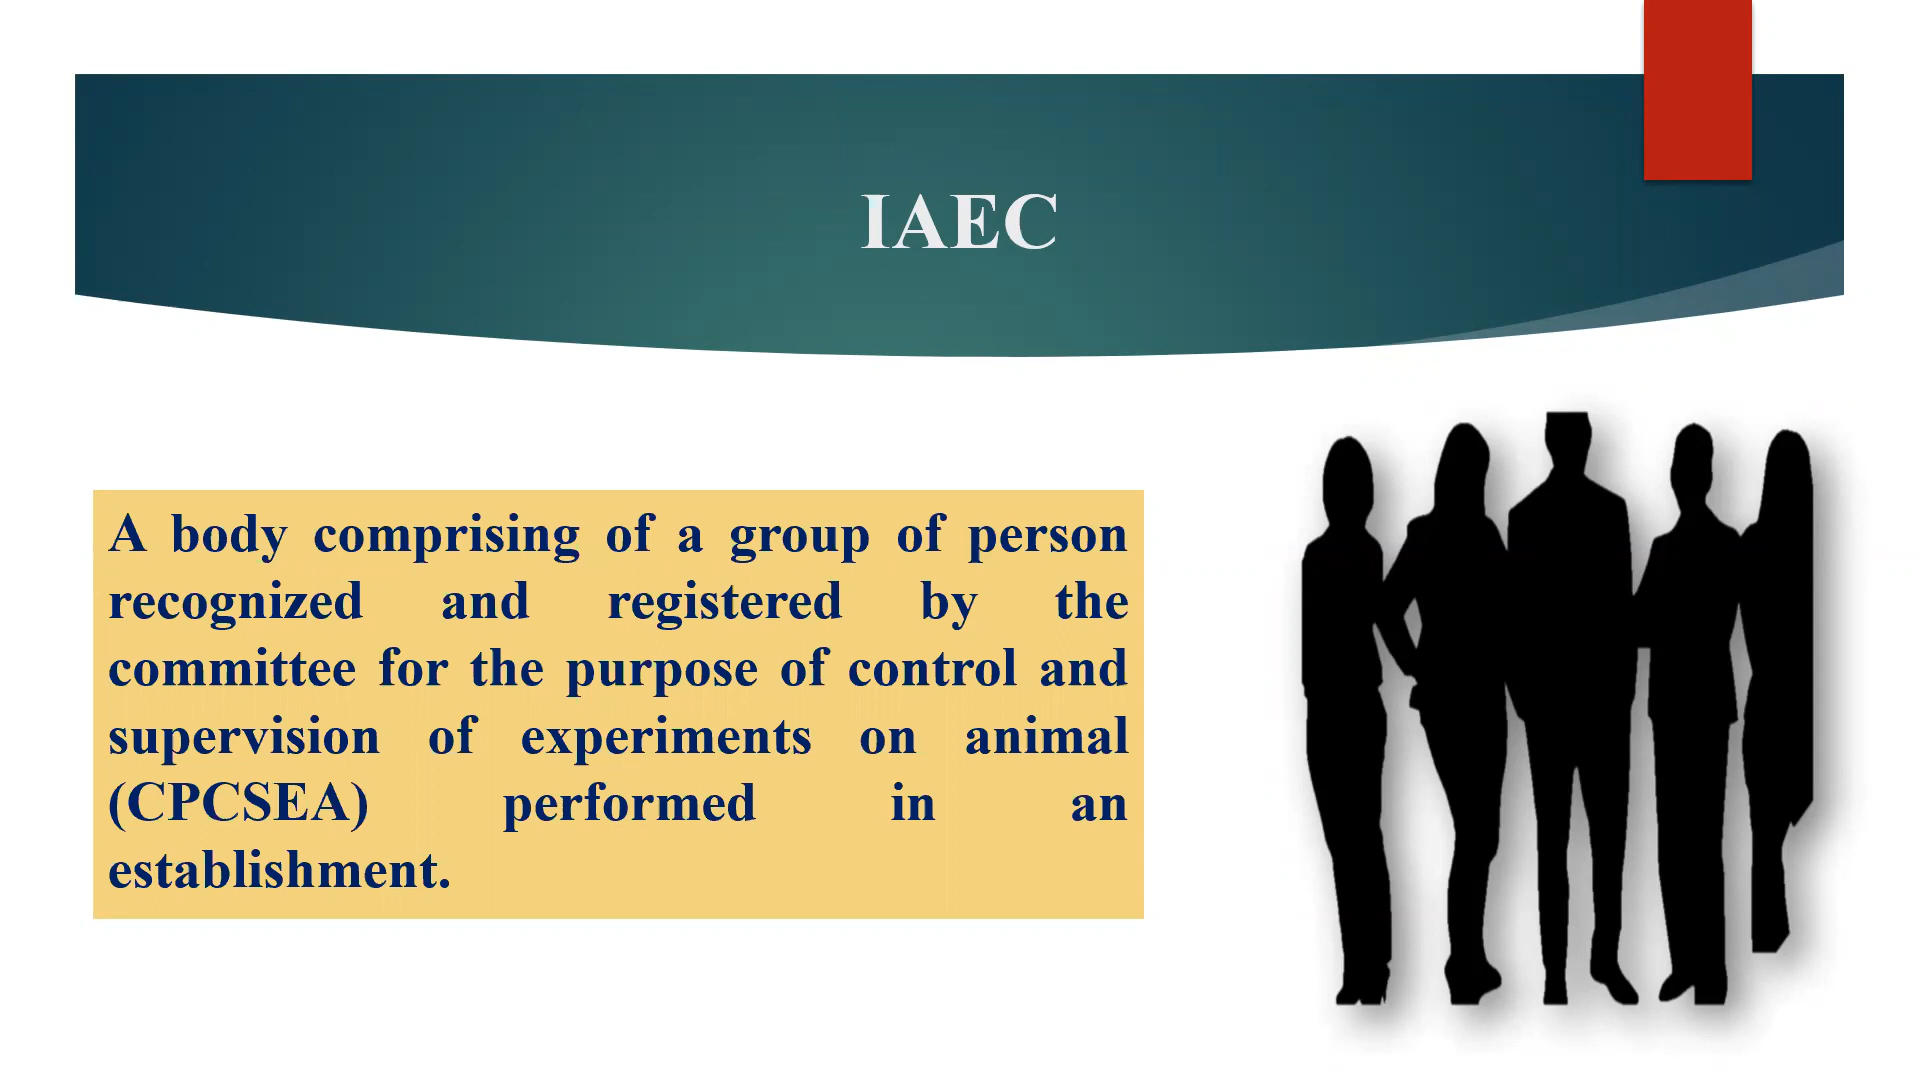 IAEC
A body comprising of a group of person
recognized and registered by the
committee for the purpose of control and
supervision of experiments on animal
(CPCSEA) performed in an
establishment.